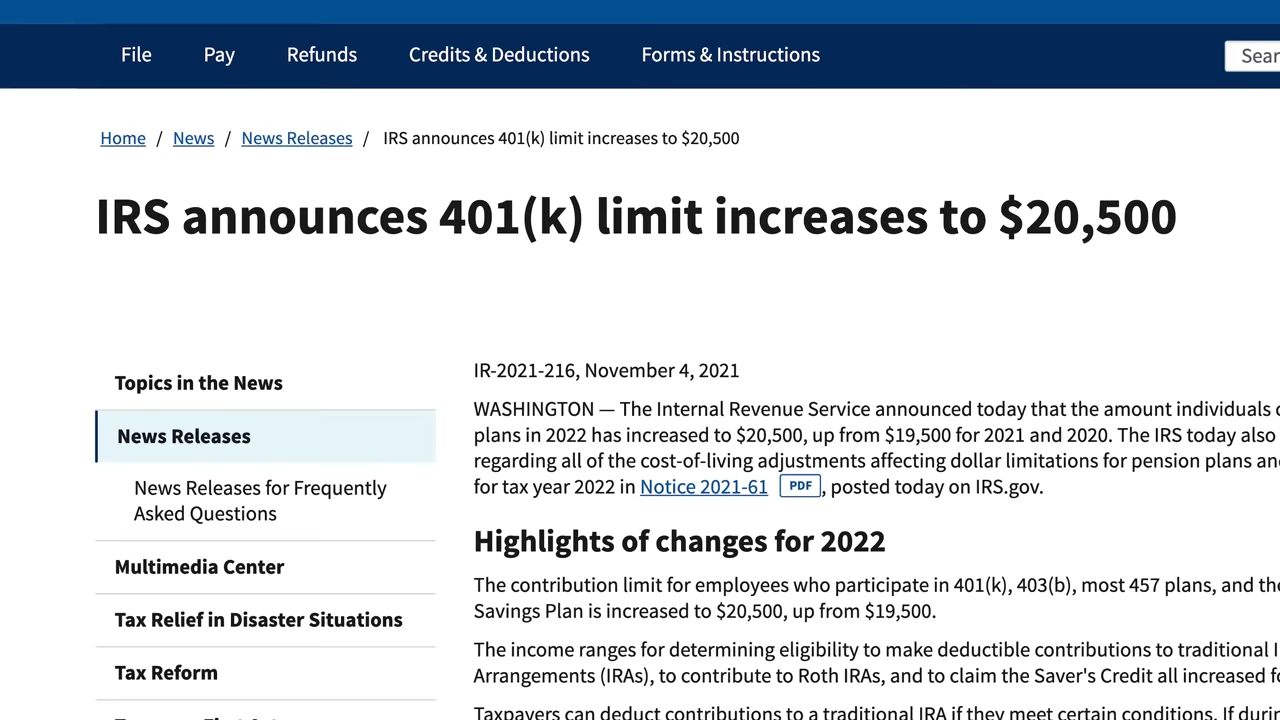 File Pay Refunds Credits & Deductions Forms & Instructions Sear
Home / News / News Releases / IRS announces 401(k) limit increases to $20,500
IRS announces 401(k) limit increases to $20,500
Topics in the News
News Releases
News Releases for Frequently
Asked Questions
Multimedia Center
Tax Relief in Disaster Situations
Tax Reform
IR-2021-216, November 4, 2021
WASHINGTON — The Internal Revenue Service announced today that the amount individuals
plans in 2022 has increased to $20,500, up from $19,500 for 2021 and 2020. The IRS today also
regarding all of the cost-of-living adjustments affecting dollar limitations for pension plans an
for tax year 2022 in Notice 2021-61 PDF, posted today on IRS.gov.
Highlights of changes for 2022
The contribution limit for employees who participate in 401(k), 403(b), most 457 plans, and the
Savings Plan is increased to $20,500, up from $19,500.
The income ranges for determining eligibility to make deductible contributions to traditional I
Arrangements (IRAs), to contribute to Roth IRAs, and to claim the Saver's Credit all increased fo
Taxpayers can deduct contributions to a traditional IRA if they meet certain conditions. If durin